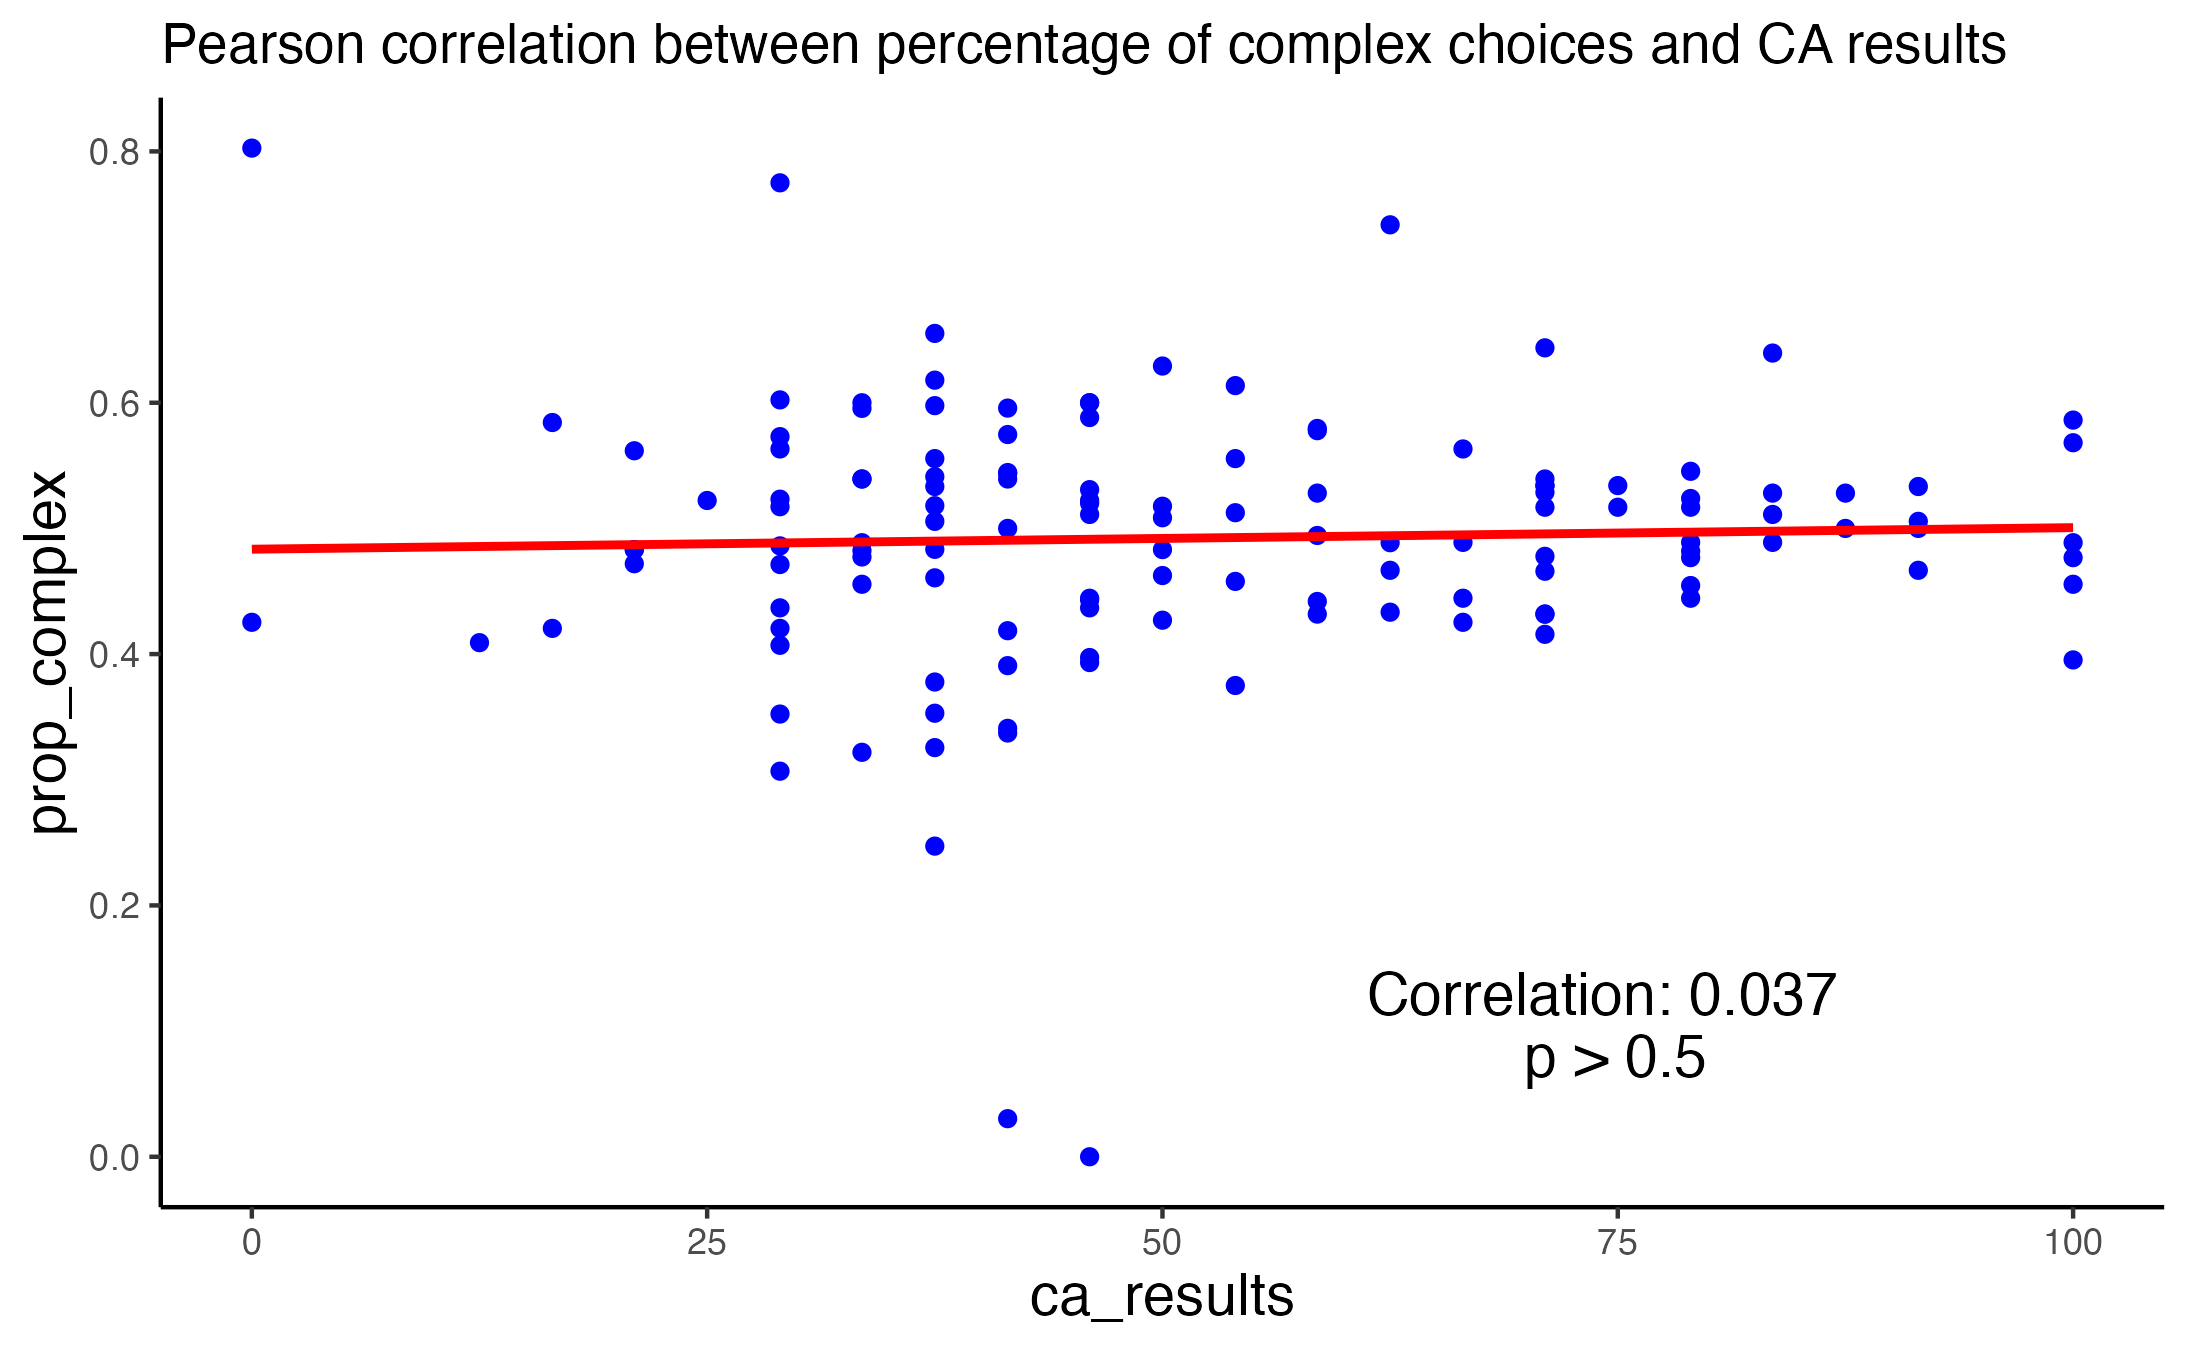 Pearson correlation between percentage of complex choices and CA results
0.8
0.6
0.4
0.2
0.0
prop_complex
Correlation: 0.037
p > 0.5
0 25 50 75 100
ca_results